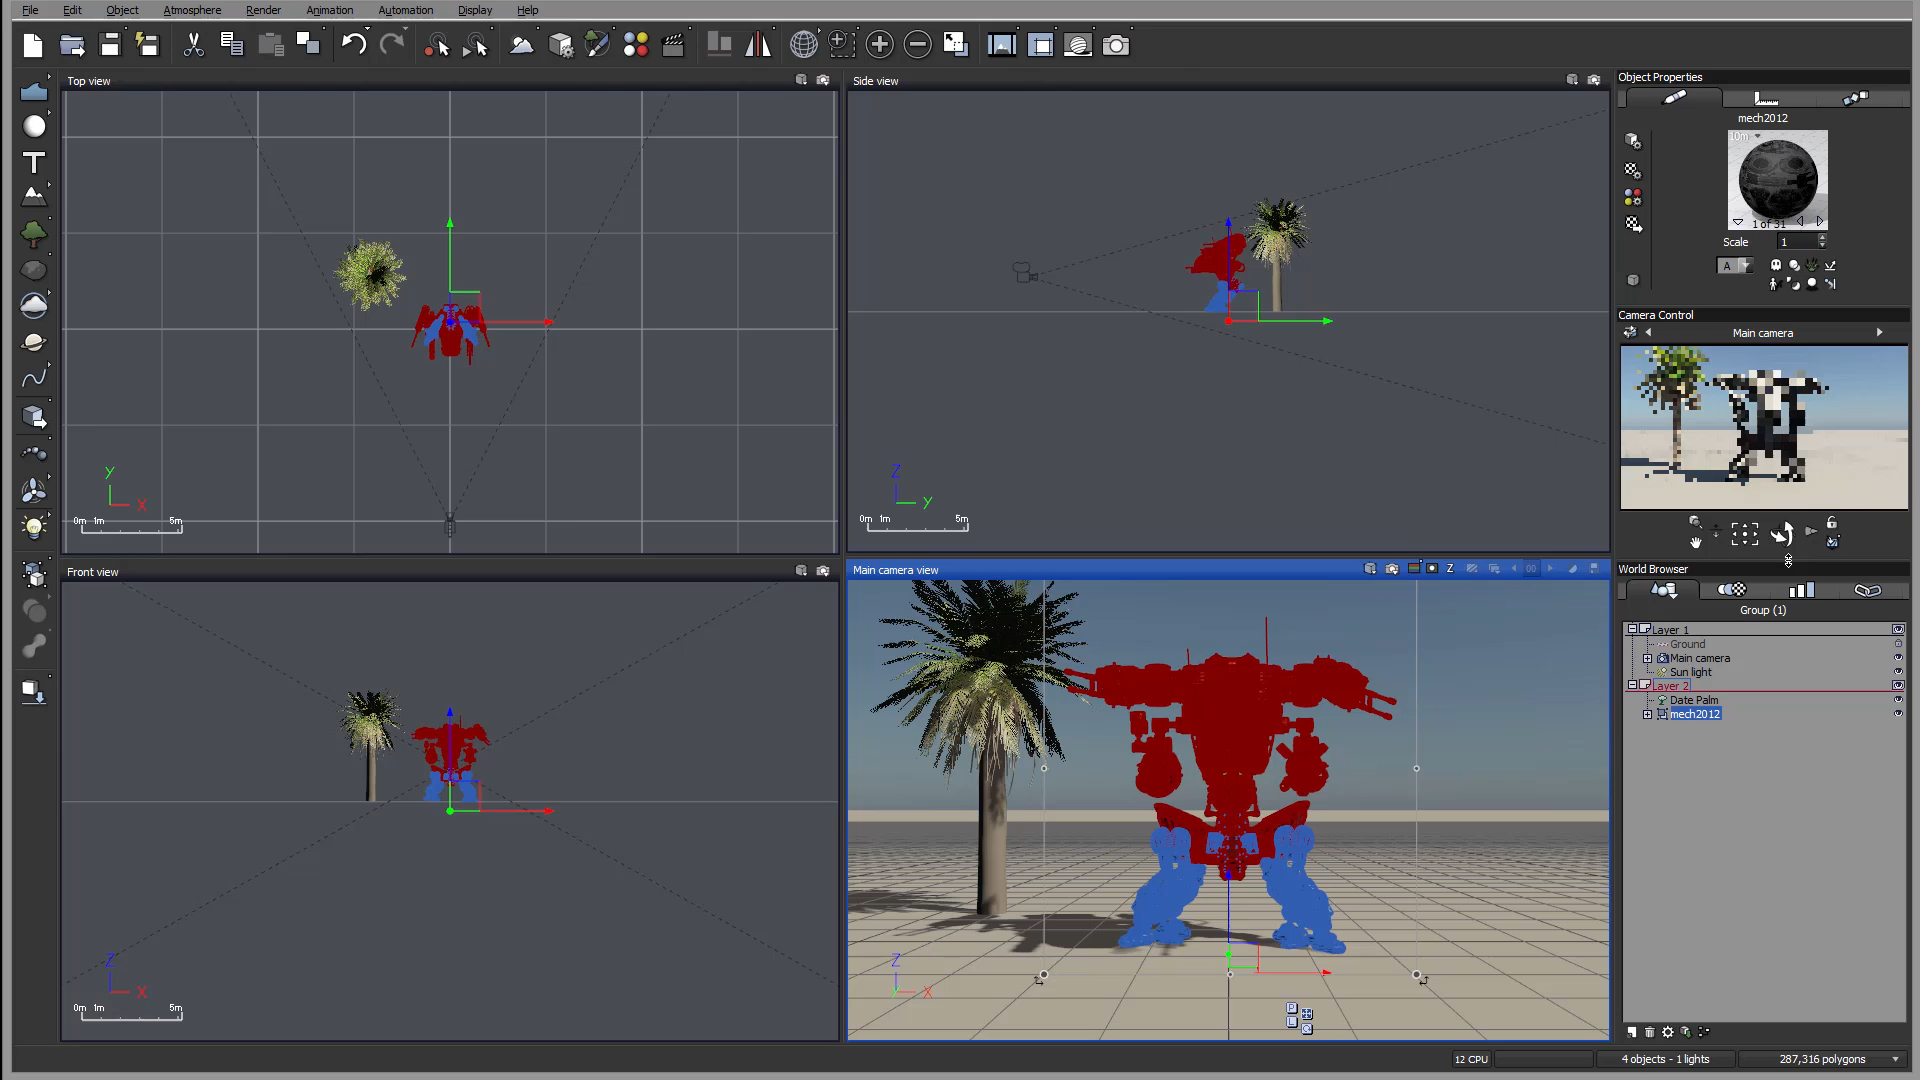 File Edit Object Atmosphere Render Animation Automation Display Help
Top view
Side view
Object Properties
mech2012
10m
1 of 31
Scale 1
A
Camera Control
Main camera
Y
X
0m 1m 5m
Z
Y
0m 1m 5m
Front view
Main camera view
Z
00
World Browser
Group (1)
Layer 1
Ground
Main camera
Sun light
Layer 2
Date Palm
mech2012
Z
X
0m 1m 5m
Z
Y
X
P
L
12 CPU
4 objects - 1 lights
287,316 polygons